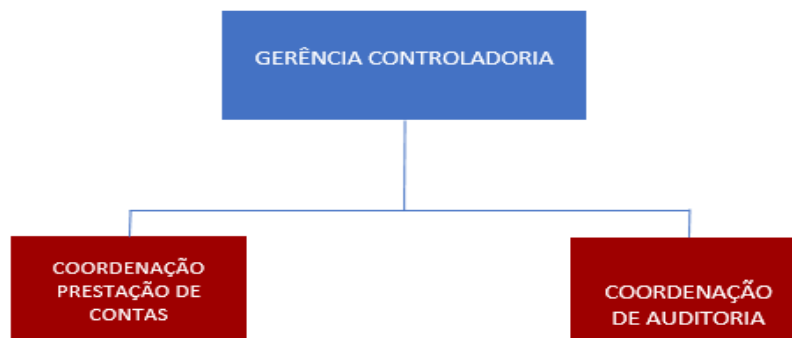 GERÊNCIA CONTROLADORIA
COORDENAÇÃO
PRESTAÇÃO DE
CONTAS
COORDENAÇÃO
DE AUDITORIA